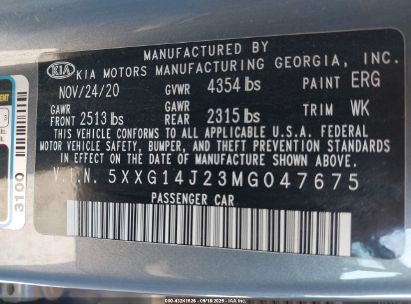 MANUFACTURED BY
KIA KIA MOTORS MANUFACTURING GEORGIA, INC.
NOV/24/20 GVWR 4354 lbs PAINT ERG
GAWR GAWR
FRONT 2513 lbs REAR 2315 lbs TRIM WK
THIS VEHICLE CONFORMS TO ALL APPLICABLE U.S.A. FEDERAL
MOTOR VEHICLE SAFETY, BUMPER, AND THEFT PREVENTION STANDARDS
IN EFFECT ON THE DATE OF MANUFACTURE SHOWN ABOVE.
V.I.N. 5XXG14J23MG047675
PASSENGER CAR
3100